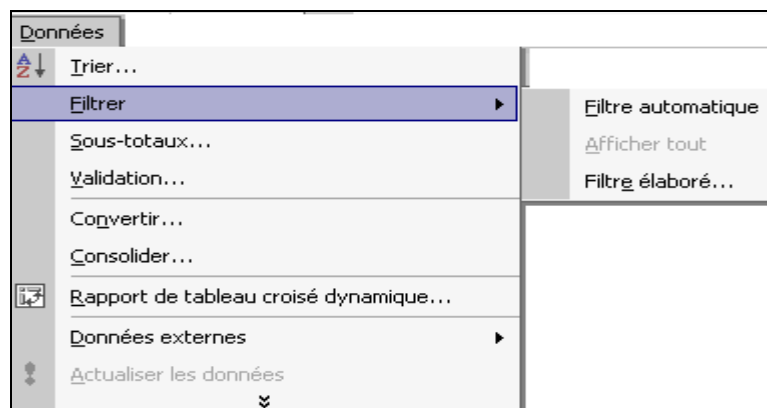 Données
Trier...
Filtrer
Sous-totaux...
Validation...
Convertir...
Consolider...
Rapport de tableau croisé dynamique...
Données externes
Actualiser les données
Filtre automatique
Afficher tout
Filtre élaboré...